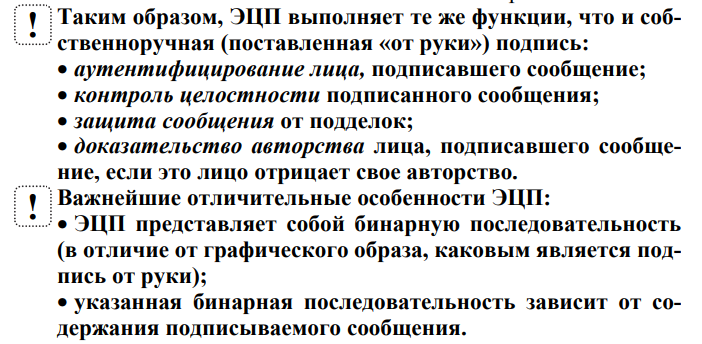 ! Таким образом, ЭЦП выполняет те же функции, что и соб-
ственноручная (поставленная «от руки») подпись:
• аутентифицирование лица, подписавшего сообщение;
• контроль целостности подписанного сообщения;
• защита сообщения от подделок;
• доказательство авторства лица, подписавшего сообще-
ние, если это лицо отрицает свое авторство.
! Важнейшие отличительные особенности ЭЦП:
• ЭЦП представляет собой бинарную последовательность
(в отличие от графического образа, каковым является под-
пись от руки);
• указанная бинарная последовательность зависит от со-
держания подписываемого сообщения.